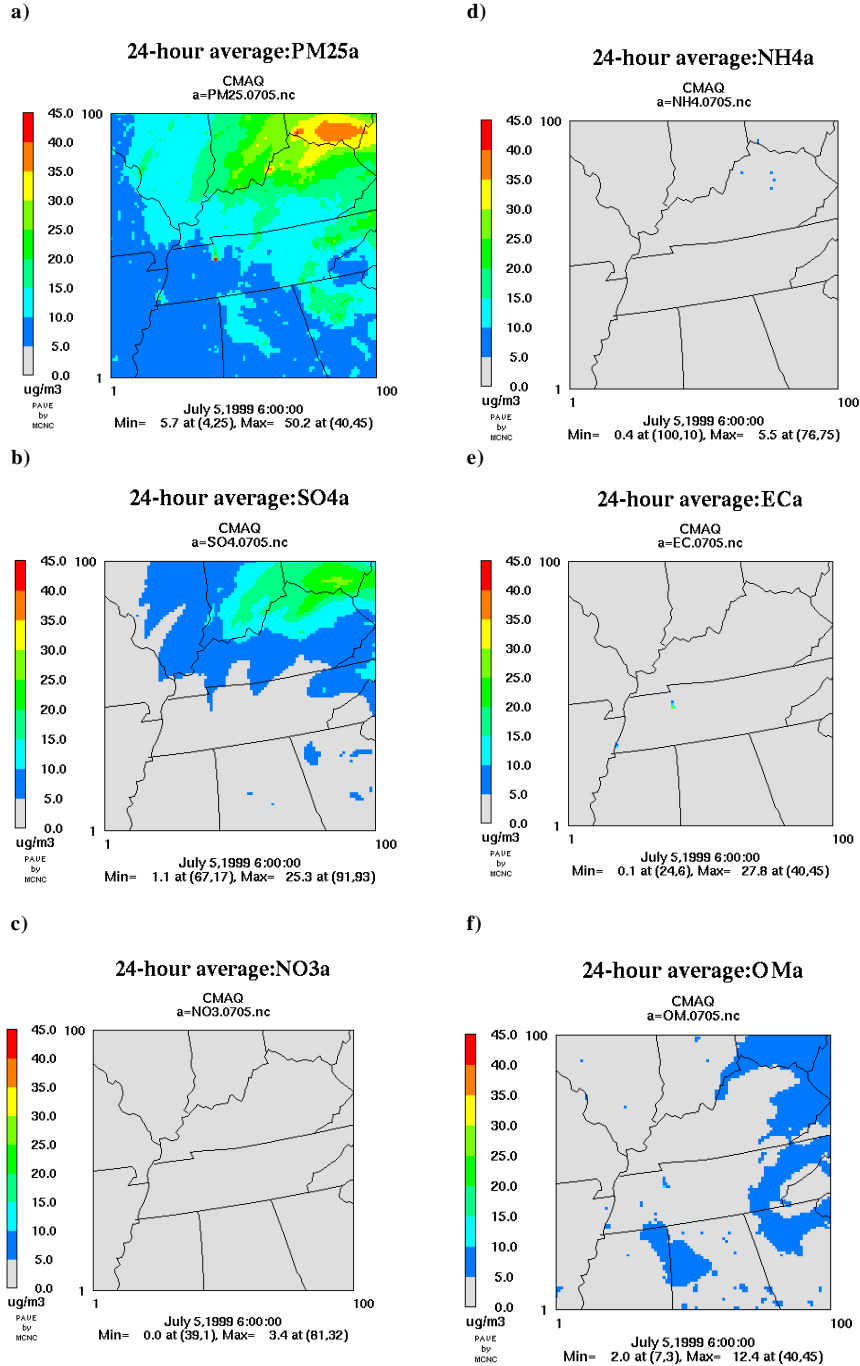 a)
24-hour average:PM25a
CMAQ
a=PM25.0705.nc
45.0
40.0
35.0
30.0
25.0
20.0
15.0
10.0
5.0
0.0
ug/m3
PAVE
by
MCNC
100
1
1
100
July 5,1999 6:00:00
Min= 5.7 at (4,25), Max= 50.2 at (40,45)
b)
24-hour average:SO4a
CMAQ
a=SO4.0705.nc
45.0
40.0
35.0
30.0
25.0
20.0
15.0
10.0
5.0
0.0
ug/m3
PAVE
by
MCNC
100
1
1
100
July 5,1999 6:00:00
Min= 1.1 at (67,17), Max= 25.3 at (91,93)
c)
24-hour average:NO3a
CMAQ
a=NO3.0705.nc
45.0
40.0
35.0
30.0
25.0
20.0
15.0
10.0
5.0
0.0
ug/m3
PAVE
by
MCNC
100
1
1
100
July 5,1999 6:00:00
Min= 0.0 at (39,1), Max= 3.4 at (81,32)
d)
24-hour average:NH4a
CMAQ
a=NH4.0705.nc
45.0
40.0
35.0
30.0
25.0
20.0
15.0
10.0
5.0
0.0
ug/m3
PAVE
by
MCNC
100
1
1
100
July 5,1999 6:00:00
Min= 0.4 at (100,10), Max= 5.5 at (76,75)
e)
24-hour average:ECa
CMAQ
a=EC.0705.nc
45.0
40.0
35.0
30.0
25.0
20.0
15.0
10.0
5.0
0.0
ug/m3
PAVE
by
MCNC
100
1
1
100
July 5,1999 6:00:00
Min= 0.1 at (24,6), Max= 27.8 at (40,45)
f)
24-hour average:OMa
CMAQ
a=OM.0705.nc
45.0
40.0
35.0
30.0
25.0
20.0
15.0
10.0
5.0
0.0
ug/m3
PAVE
by
MCNC
100
1
1
100
July 5,1999 6:00:00
Min= 2.0 at (7,3), Max= 12.4 at (40,45)